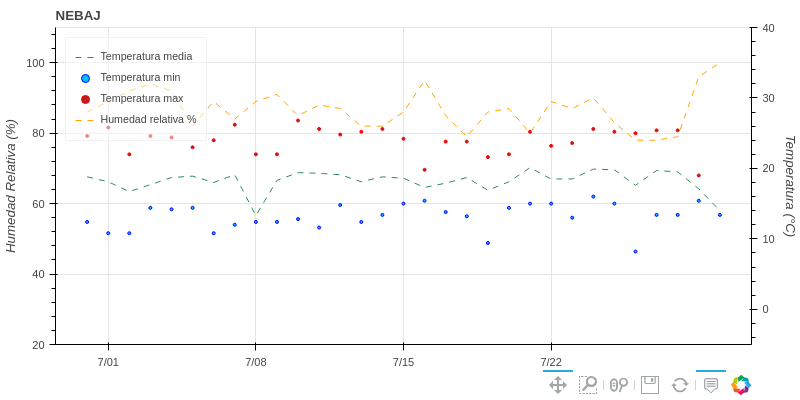 NEBAJ
Temperatura media
Temperatura min
Temperatura max
Humedad relativa %
Humedad Relativa (%)
100
80
60
40
20
Temperatura (°C)
40
30
20
10
0
7/01
7/08
7/15
7/22